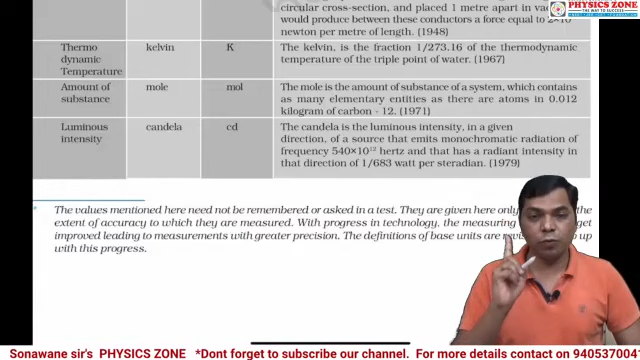 circular cross-section, and placed 1 metre apart in
would produce between these conductors a force equal to
newton per metre of length. (1948)
PHYSICS ZONE
THE WAY TO SUCCESS
Thermo dynamic Temperature
kelvin
K
The kelvin, is the fraction 1/273.16 of the thermodynamic
temperature of the triple point of water. (1967)
Amount of substance
mole
mol
The mole is the amount of substance of a system, which contains
as many elementary entities as there are atoms in 0.012
kilogram of carbon - 12. (1971)
Luminous intensity
candela
cd
The candela is the luminous intensity, in a given
direction, of a source that emits monochromatic radiation of
frequency 540×10¹² hertz and that has a radiant intensity in
that direction of 1/683 watt per steradian. (1979)
* The values mentioned here need not be remembered or asked in a test. They are given here only the
extent of accuracy to which they are measured. With progress in technology, the measuring get
improved leading to measurements with greater precision. The definitions of base units are up
with this progress.
Sonawane sir's PHYSICS ZONE *Dont forget to subscribe our channel. For more details contact on